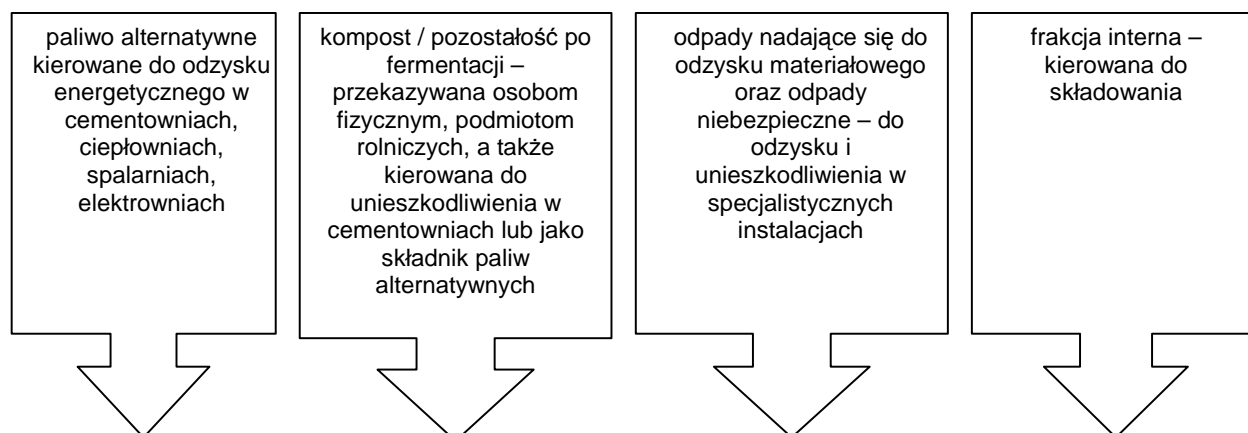 paliwo alternatywne
kierowane do odzysku
energetycznego w
cementowniach,
ciepłowniach,
spalarniach,
elektrowniach
kompost / pozostałość po
fermentacji –
przekazywana osobom
fizycznym, podmiotom
rolniczych, a także
kierowana do
unieszkodliwienia w
cementowniach lub jako
składnik paliw
alternatywnych
odpady nadające się do
odzysku materiałowego
oraz odpady
niebezpieczne – do
odzysku i
unieszkodliwienia w
specjalistycznych
instalacjach
frakcja interna –
kierowana do
składowania